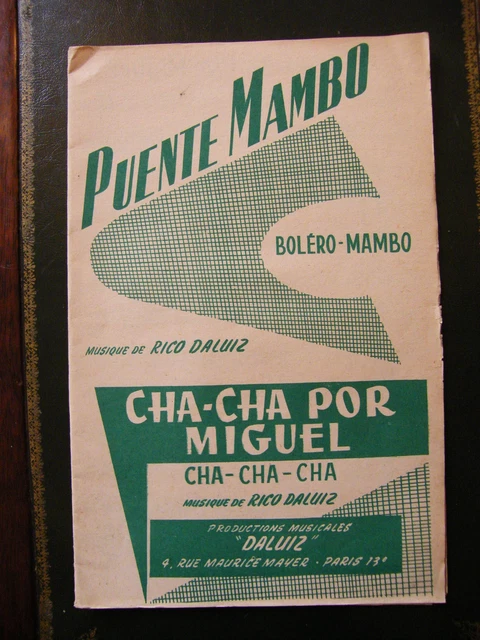 PUENTE MAMBO
BOLÉRO-MAMBO
MUSIQUE DE RICO DALUIZ
CHA-CHA POR
MIGUEL
CHA-CHA-CHA
MUSIQUE DE RICO DALUIZ
PRODUCTIONS MUSICALES
"DALUIZ"
4, RUE MAURICE MAYER - PARIS 13e